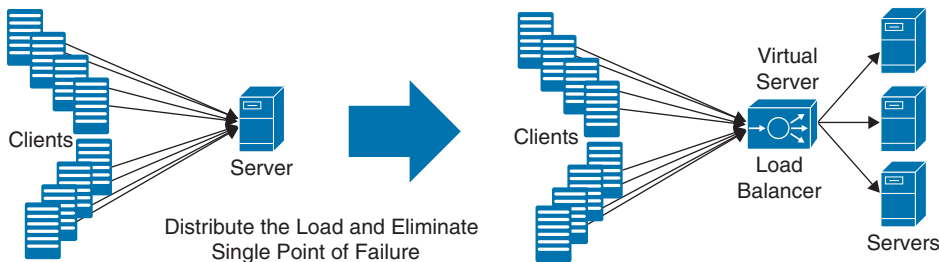 Clients
Server
Distribute the Load and Eliminate
Single Point of Failure
Clients
Virtual
Server
Load
Balancer
Servers